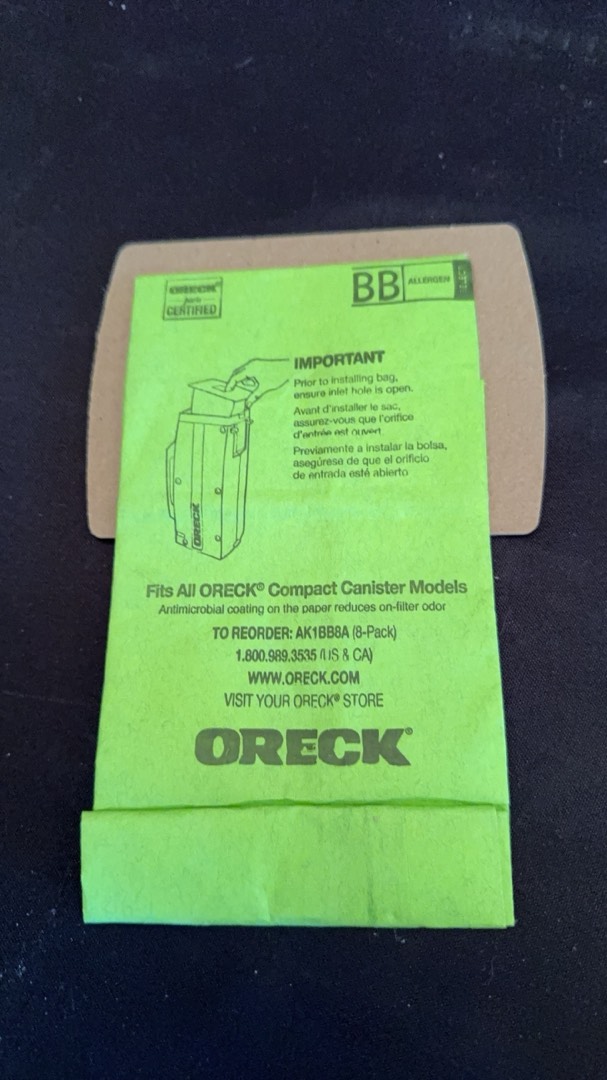 ORECK®
parts
CERTIFIED
BB ALLERGEN
IMPORTANT
Prior to installing bag,
ensure inlet hole is open.
Avant d'installer le sac,
assurez-vous que l'orifice
d'entrée est ouvert
Previamente a instalar la bolsa,
asegúrese de que el orificio
de entrada esté abierto
ORECK
Fits All ORECK® Compact Canister Models
Antimicrobial coating on the paper reduces on-filter odor
TO REORDER: AK1BB8A (8-Pack)
1.800.989.3535 (US & CA)
WWW.ORECK.COM
VISIT YOUR ORECK® STORE
ORECK®